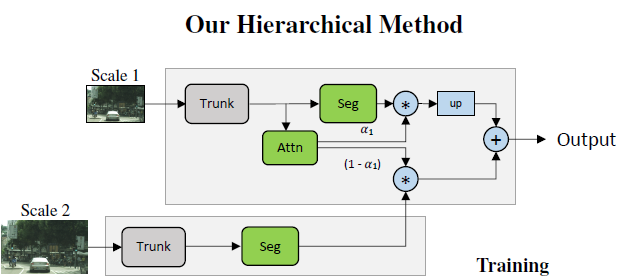 Our Hierarchical Method
Scale 1
Trunk
Seg
*
up
α1
Attn
+
Output
(1 - α1)
*
Scale 2
Trunk
Seg
Training